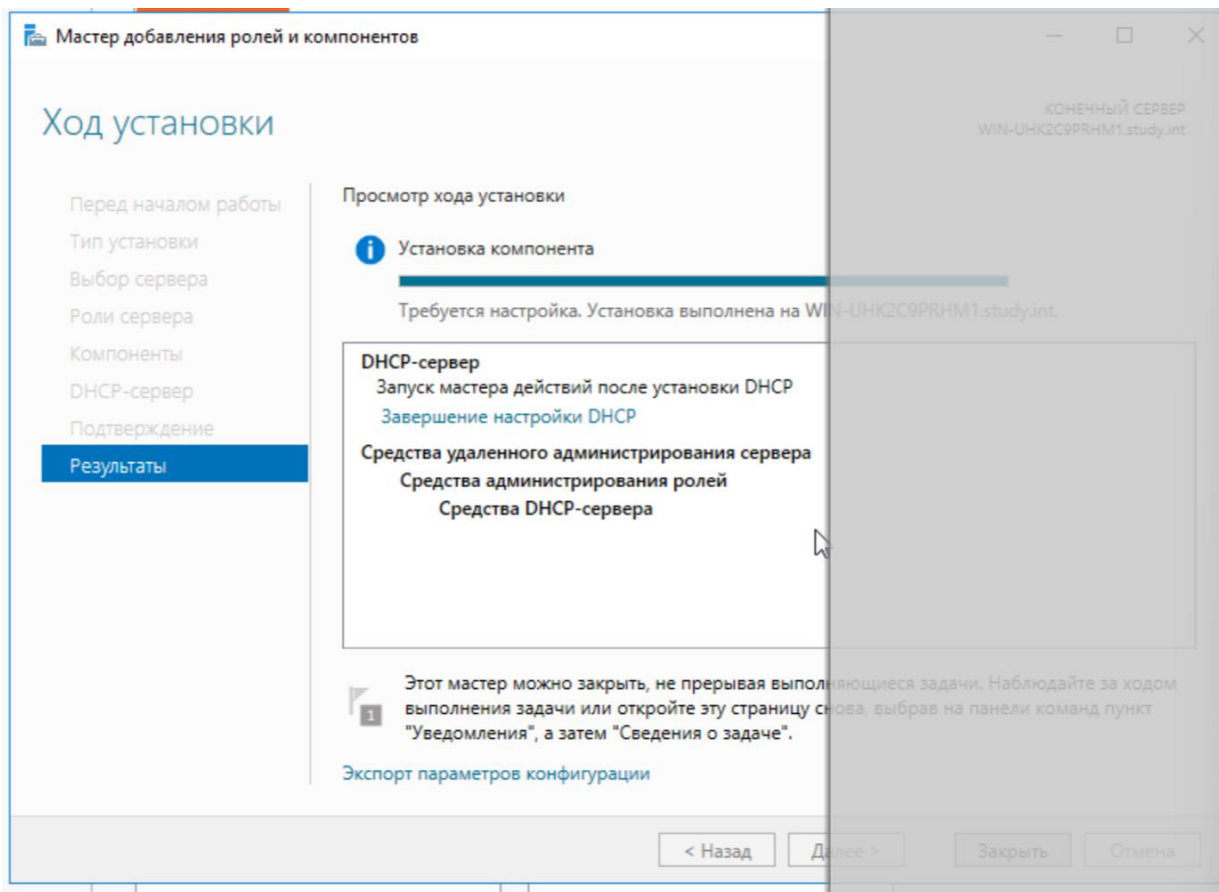 Мастер добавления ролей и компонентов
Ход установки
КОНЕЧНЫЙ СЕРВЕР
WIN-UHK2C9PRHM1.study.int
Перед началом работы
Тип установки
Выбор сервера
Роли сервера
Компоненты
DHCP-сервер
Подтверждение
Результаты
Просмотр хода установки
Установка компонента
Требуется настройка. Установка выполнена на WIN-UHK2C9PRHM1.study.int.
DHCP-сервер
Запуск мастера действий после установки DHCP
Завершение настройки DHCP
Средства удаленного администрирования сервера
Средства администрирования ролей
Средства DHCP-сервера
1
Этот мастер можно закрыть, не прерывая выполняющиеся задачи. Наблюдайте за ходом
выполнения задачи или откройте эту страницу снова, выбрав на панели команд пункт
"Уведомления", а затем "Сведения о задаче".
Экспорт параметров конфигурации
< Назад
Далее >
Закрыть
Отмена